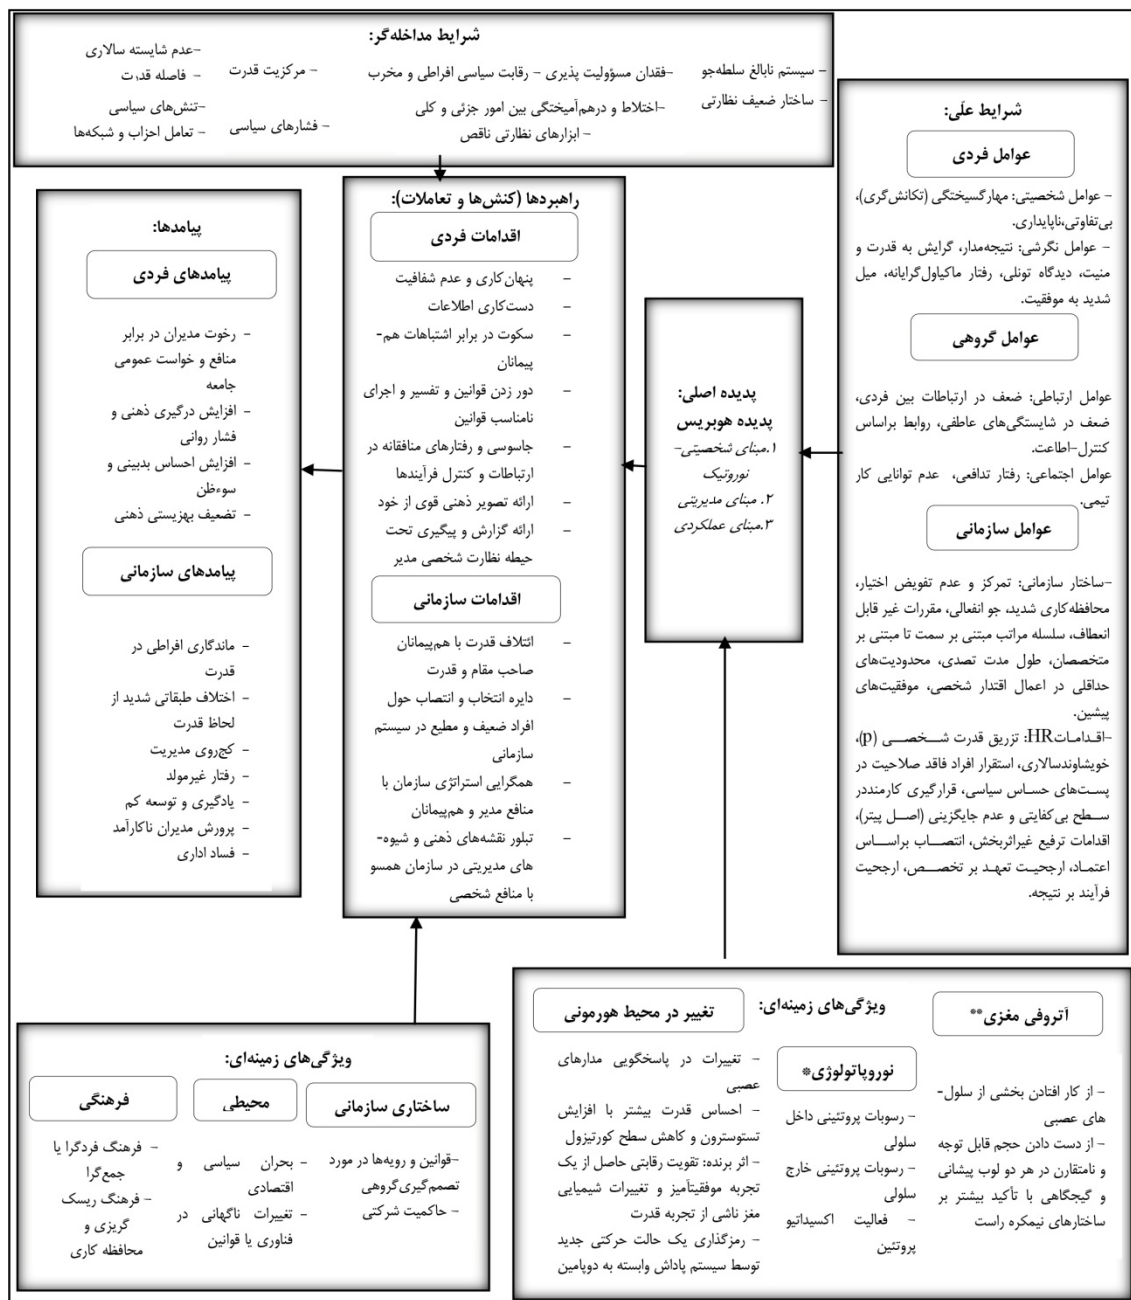 شرایط مداخله‌گر:
– سیستم نابالغ سلطه‌جو
– ساختار ضعیف نظارتی
–فقدان مسؤولیت پذیری – رقابت سیاسی افراطی و مخرب
–اختلاط و درهم‌آمیختگی بین امور جزئی و کلی
– ابزارهای نظارتی ناقص
– مرکزیت قدرت
– فشارهای سیاسی
–عدم شایسته سالاری
– فاصله قدرت
–تنش‌های سیاسی
– تعامل احزاب و شبکه‌ها
شرایط علّی:
عوامل فردی
– عوامل شخصیتی: مهارگسیختگی (تکانش‌گری)،
بی‌تفاوتی،ناپایداری.
– عوامل نگرشی: نتیجه‌مدار، گرایش به قدرت و
منیت، دیدگاه تونلی، رفتار ماکیاول‌گرایانه، میل
شدید به موفقیت.
عوامل گروهی
عوامل ارتباطی: ضعف در ارتباطات بین فردی،
ضعف در شایستگی‌های عاطفی، روابط براساس
کنترل–اطاعت.
عوامل اجتماعی: رفتار تدافعی، عدم توانایی کار
تیمی.
عوامل سازمانی
–ساختار سازمانی: تمرکز و عدم تفویض اختیار،
محافظه‌کاری شدید، جو انفعالی، مقررات غیر قابل
انعطاف، سلسله مراتب مبتنی بر سمت تا مبتنی بر
متخصصان، طول مدت تصدی، محدودیت‌های
حداقلی در اعمال اقتدار شخصی، موفقیت‌های
پیشین.
–اقدامات‌HR: تزریق قدرت شخصی (p)،
خویشاوندسالاری، استقرار افراد فاقد صلاحیت در
پست‌های حساس سیاسی، قرارگیری کارمنددر
سطح بی‌کفایتی و عدم جایگزینی (اصل پیتر)،
اقدامات ترفیع غیراثربخش، انتصاب براساس
اعتماد، ارجحیت تعهد بر تخصص، ارجحیت
فرآیند بر نتیجه.
پدیده اصلی:
پدیده هوبریس
۱.مبنای شخصیتی–
نوروتیک
۲. مبنای مدیریتی
۳.مبنای عملکردی
راهبردها (کنش‌ها و تعاملات):
اقدامات فردی
– پنهان‌کاری و عدم شفافیت
– دست‌کاری اطلاعات
– سکوت در برابر اشتباهات هم-
پیمانان
– دور زدن قوانین و تفسیر و اجرای
نامناسب قوانین
– جاسوسی و رفتارهای منافقانه در
ارتباطات و کنترل فرآیندها
– ارائه تصویر ذهنی قوی از خود
– ارائه گزارش و پیگیری تحت
حیطه نظارت شخصی مدیر
اقدامات سازمانی
– ائتلاف قدرت با هم‌پیمانان
صاحب مقام و قدرت
– دایره انتخاب و انتصاب حول
افراد ضعیف و مطیع در سیستم
سازمانی
– همگرایی استراتژی سازمان با
منافع مدیر و هم‌پیمانان
– تبلور نقشه‌های ذهنی و شیوه-
های مدیریتی در سازمان همسو
با منافع شخصی
پیامدها:
پیامدهای فردی
– رخوت مدیران در برابر
منافع و خواست عمومی
جامعه
– افزایش درگیری ذهنی و
فشار روانی
– افزایش احساس بدبینی و
سوءظن
– تضعیف بهزیستی ذهنی
پیامدهای سازمانی
– ماندگاری افراطی در
قدرت
– اختلاف طبقاتی شدید از
لحاظ قدرت
– کج‌روی مدیریت
– رفتار غیرمولد
– یادگیری و توسعه کم
– پرورش مدیران ناکارآمد
– فساد اداری
ویژگی‌های زمینه‌ای:
آتروفی مغزی**
– از کار افتادن بخشی از سلول-
های عصبی
– از دست دادن حجم قابل توجه
و نامتقارن در هر دو لوب پیشانی
و گیجگاهی با تأکید بیشتر بر
ساختارهای نیمکره راست
نوروپاتولوژی*
– رسوبات پروتئینی داخل
سلولی
– رسوبات پروتئینی خارج
سلولی
– فعالیت اکسیداتیو
پروتئین
تغییر در محیط هورمونی
– تغییرات در پاسخگویی مدارهای
عصبی
– احساس قدرت بیشتر با افزایش
تستوسترون و کاهش سطح کورتیزول
– اثر برنده: تقویت رقابتی حاصل از یک
تجربه موفقیتآمیز و تغییرات شیمیایی
مغز ناشی از تجربه قدرت
– رمزگذاری یک حالت حرکتی جدید
توسط سیستم پاداش وابسته به دوپامین
ویژگی‌های زمینه‌ای:
ساختاری سازمانی
–قوانین و رویه‌ها در مورد
تصمم‌گیری‌گروهی
– حاکمیت شرکتی
محیطی
– بحران سیاسی و
اقتصادی
– تغییرات ناگهانی در
فناوری یا قوانین
فرهنگی
– فرهنگ فردگرا یا
جمع‌گرا
– فرهنگ ریسک
گریزی و
محافظه کاری